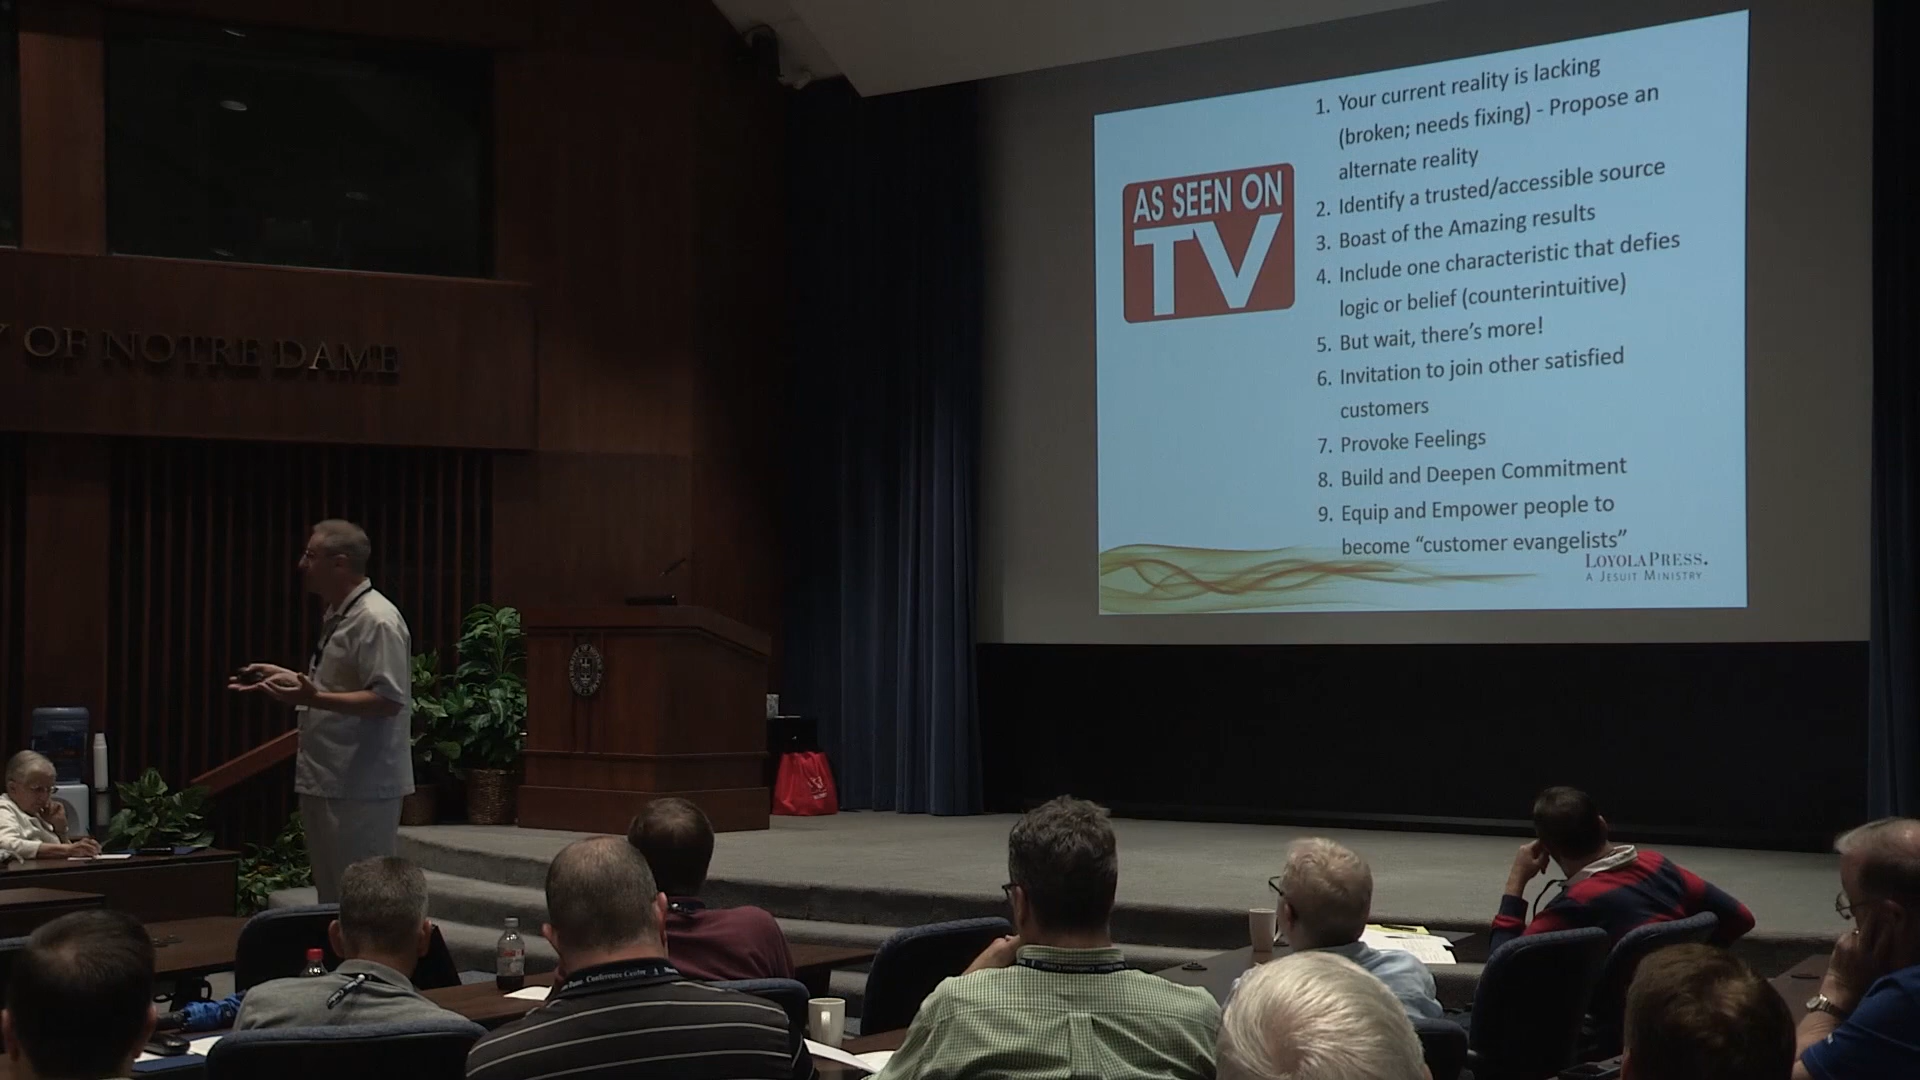 Y OF NOTRE DAME
AS SEEN ON
TV
1. Your current reality is lacking
(broken; needs fixing) - Propose an
alternate reality
2. Identify a trusted/accessible source
3. Boast of the Amazing results
4. Include one characteristic that defies
logic or belief (counterintuitive)
5. But wait, there's more!
6. Invitation to join other satisfied
customers
7. Provoke Feelings
8. Build and Deepen Commitment
9. Equip and Empower people to
become “customer evangelists”
LOYOLA PRESS.
A JESUIT MINISTRY
Conference Center